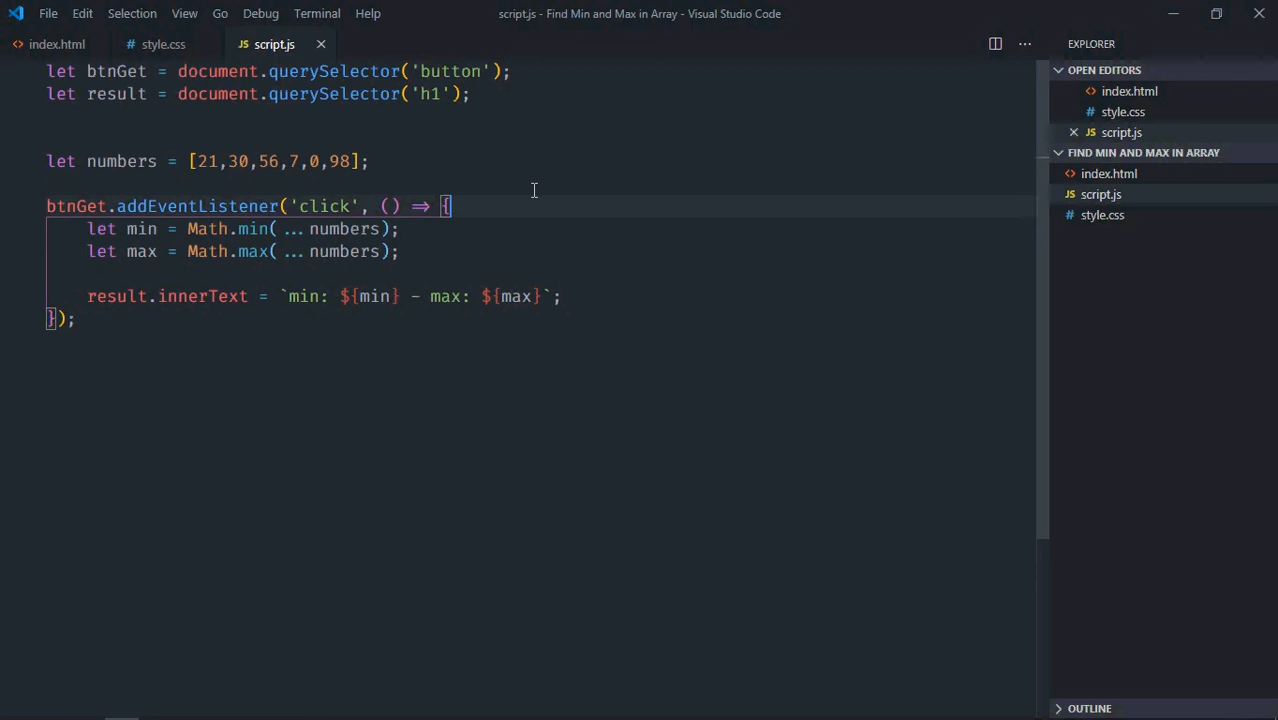 File Edit Selection View Go Debug Terminal Help script.js - Find Min and Max in Array - Visual Studio Code
<> index.html # style.css JS script.js ×
let btnGet = document.querySelector('button');
let result = document.querySelector('h1');
let numbers = [21,30,56,7,0,98];
btnGet.addEventListener('click', () => {
let min = Math.min(...numbers);
let max = Math.max(...numbers);
result.innerText = `min: ${min} - max: ${max}`;
});
EXPLORER
OPEN EDITORS
<> index.html
# style.css
× JS script.js
FIND MIN AND MAX IN ARRAY
<> index.html
JS script.js
# style.css
OUTLINE